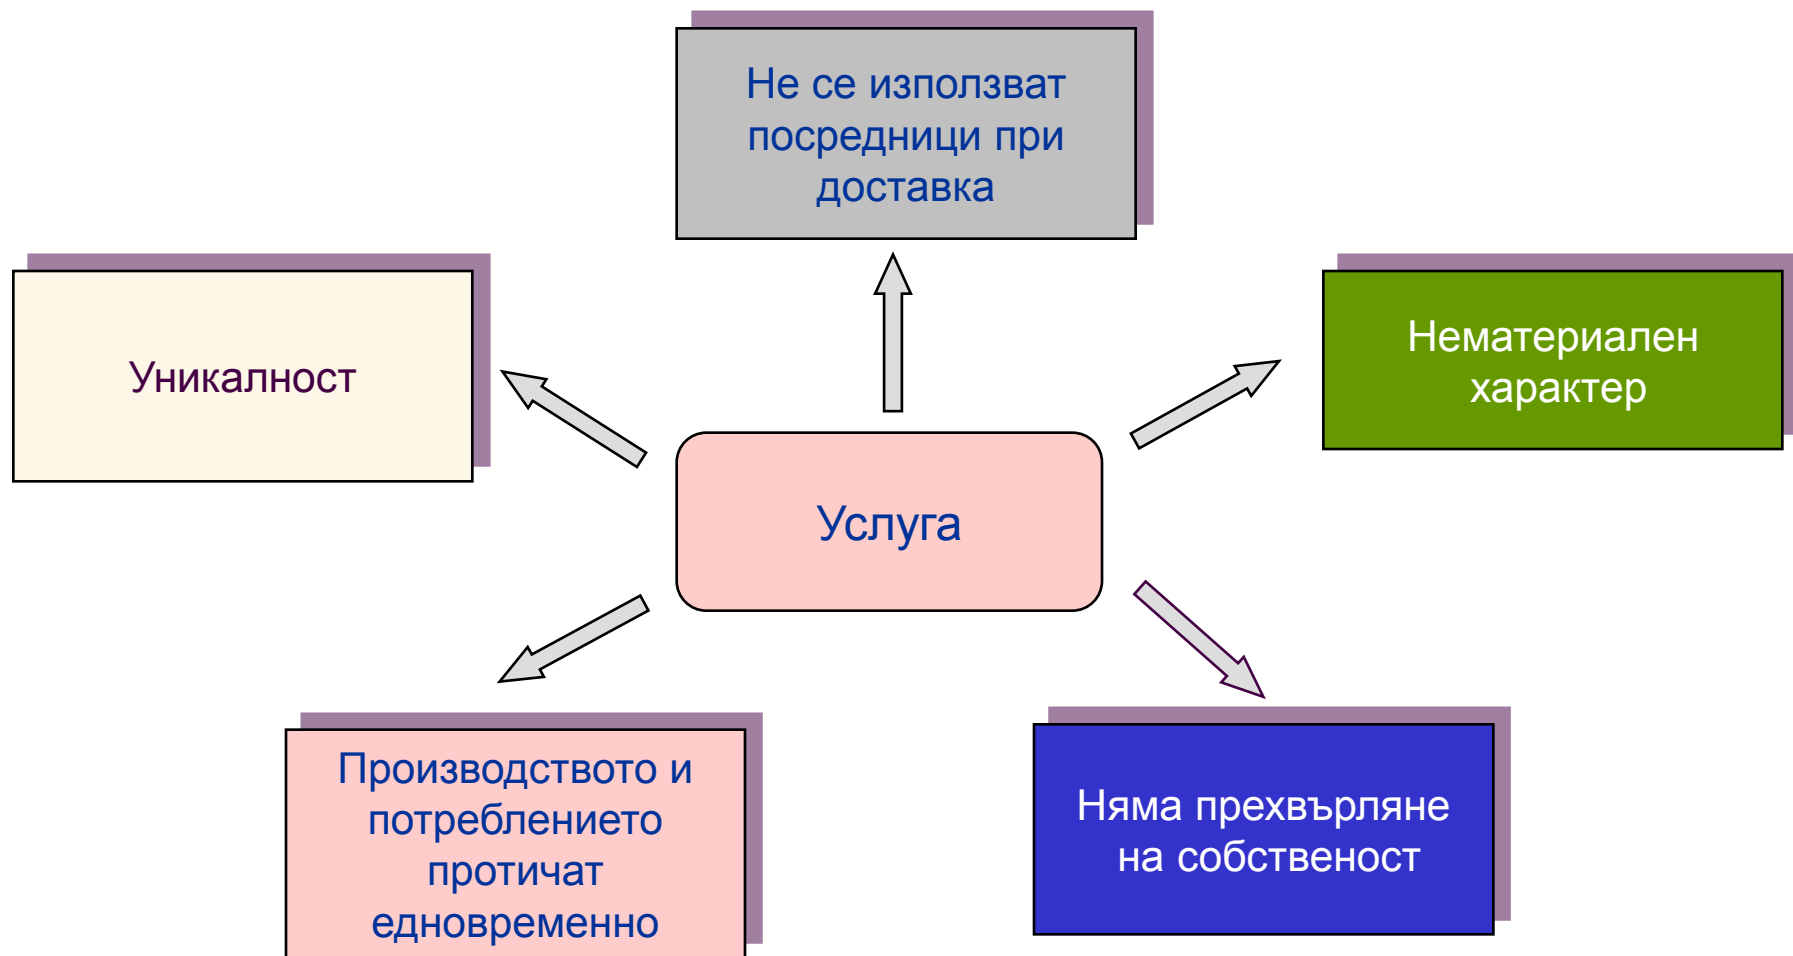 Не се използват
посредници при
доставка
Уникалност
Нематериален
характер
Услуга
Производството и
потреблението
протичат
едновременно
Няма прехвърляне
на собственост